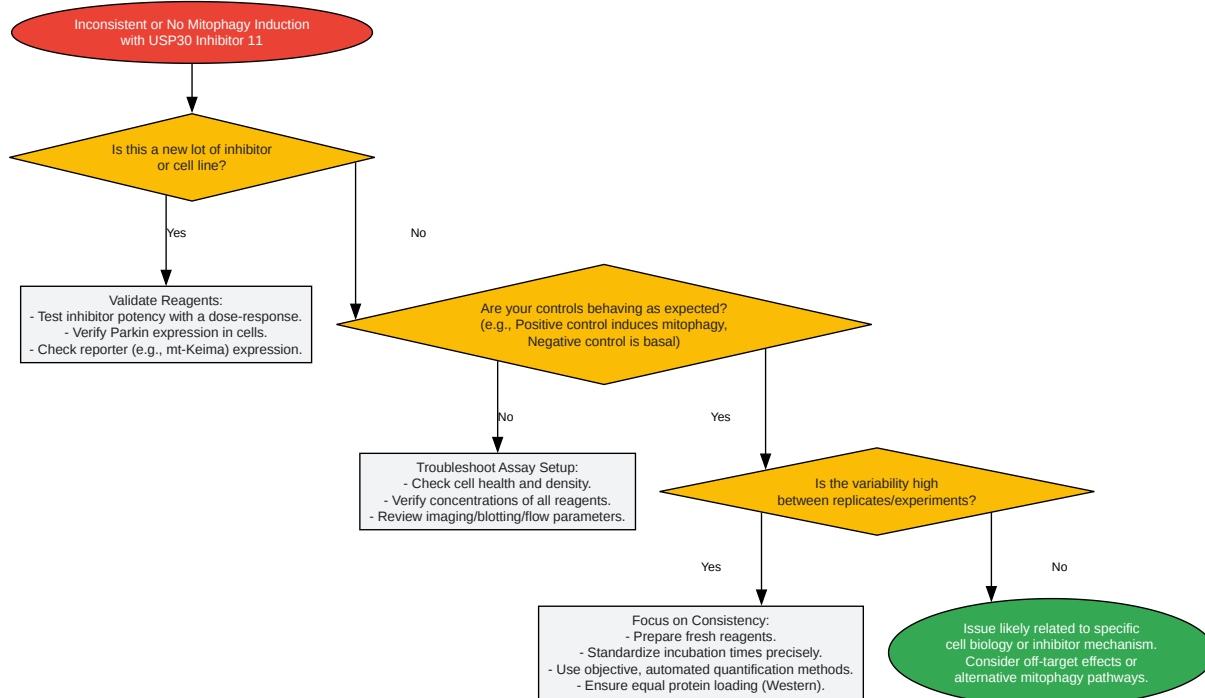 Inconsistent or No Mitophagy Induction
with USP30 Inhibitor 11
Is this a new lot of inhibitor
or cell line?
Yes
No
Validate Reagents:
- Test inhibitor potency with a dose-response.
- Verify Parkin expression in cells.
- Check reporter (e.g., mt-Keima) expression.
Are your controls behaving as expected?
(e.g., Positive control induces mitophagy,
Negative control is basal)
No
Yes
Troubleshoot Assay Setup:
- Check cell health and density.
- Verify concentrations of all reagents.
- Review imaging/blotting/flow parameters.
Is the variability high
between replicates/experiments?
Yes
No
Focus on Consistency:
- Prepare fresh reagents.
- Standardize incubation times precisely.
- Use objective, automated quantification methods.
- Ensure equal protein loading (Western).
Issue likely related to specific
cell biology or inhibitor mechanism.
Consider off-target effects or
alternative mitophagy pathways.